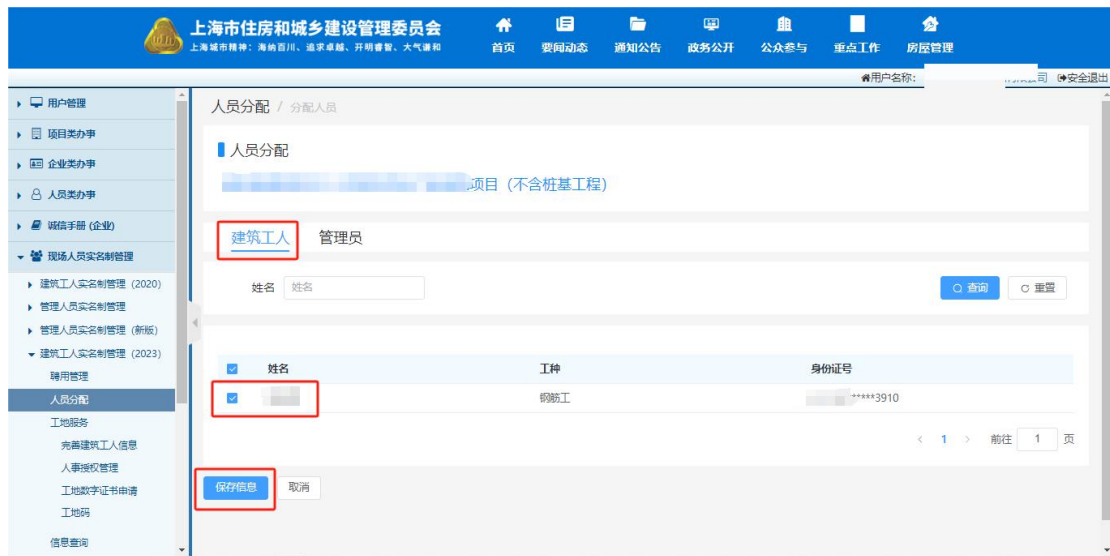 上海市住房和城乡建设管理委员会
上海城市精神：海纳百川、追求卓越、开明睿智、大气谦和
首页 要闻动态 通知公告 政务公开 公众参与 重点工作 房屋管理
用户名称： 公司 安全退出
用户管理
项目类办事
企业类办事
人员类办事
诚信手册 (企业)
现场人员实名制管理
建筑工人实名制管理 (2020)
管理人员实名制管理
管理人员实名制管理 (新版)
建筑工人实名制管理 (2023)
聘用管理
人员分配
工地服务
完善建筑工人信息
人事授权管理
工地数字证书申请
工地码
信息查询
人员分配 / 分配人员
人员分配
项目（不含桩基工程）
建筑工人 管理员
姓名 姓名 查询 重置
姓名 工种 身份证号
钢筋工 *****3910
< 1 > 前往 1 页
保存信息 取消